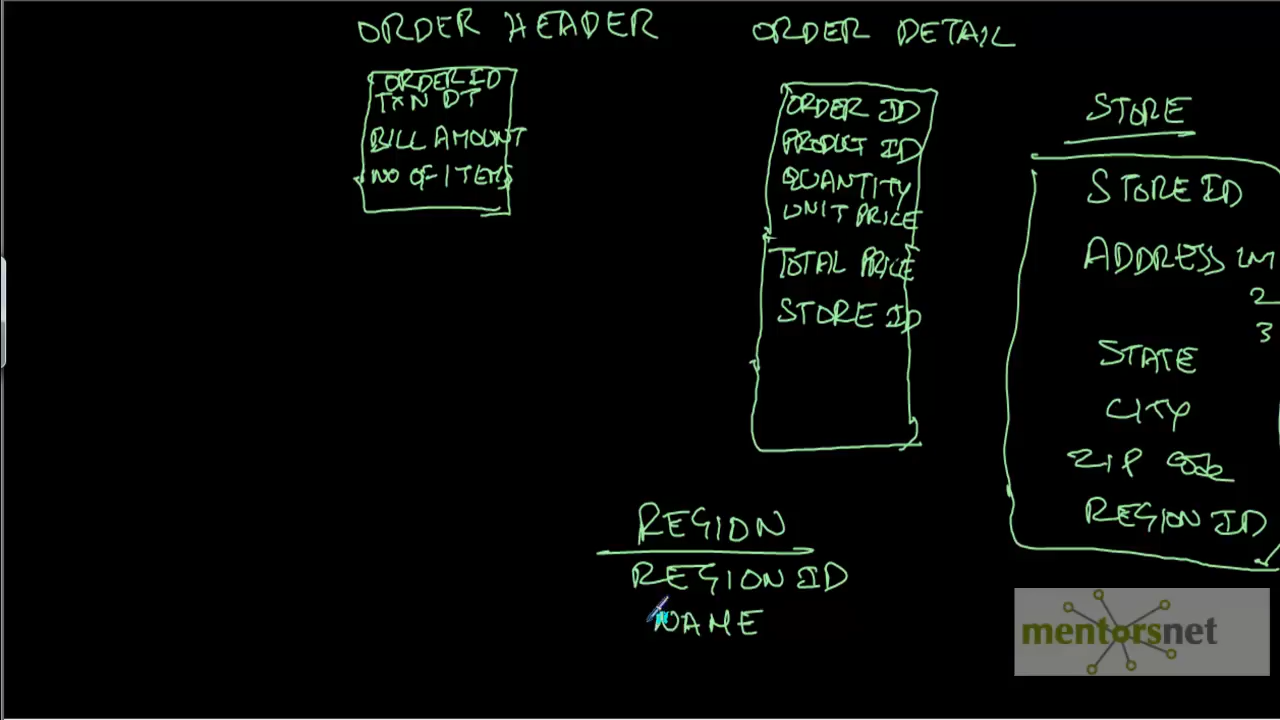 ORDER HEADER
ORDER ID
TXN DT
BILL AMOUNT
NO OF ITEMS
ORDER DETAIL
ORDER ID
PRODUCT ID
QUANTITY
UNIT PRICE
TOTAL PRICE
STORE ID
STORE
STORE ID
ADDRESS LN
2
3
STATE
CITY
ZIP Code
REGION ID
REGION
REGION ID
NAME
mentorsnet